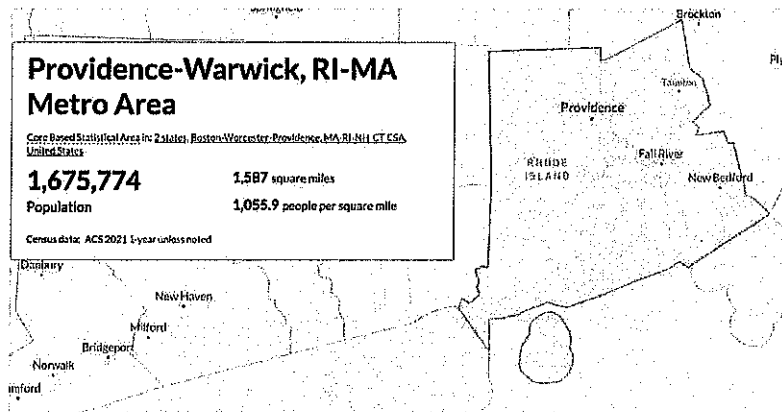 Brockton
Providence-Warwick, RI-MA
Metro Area
Taunton
Providence
Core Based Statistical Area in: 2 states, Boston-Worcester-Providence, MA-RI-NH-CT CSA,
United States
RHODE
ISLAND
Fall River
New Bedford
1,675,774
1,587 square miles
Population
1,055.9 people per square mile
Census data: ACS 2021 1-year unless noted
Danbury
New Haven
Milford
Bridgeport
Norwalk